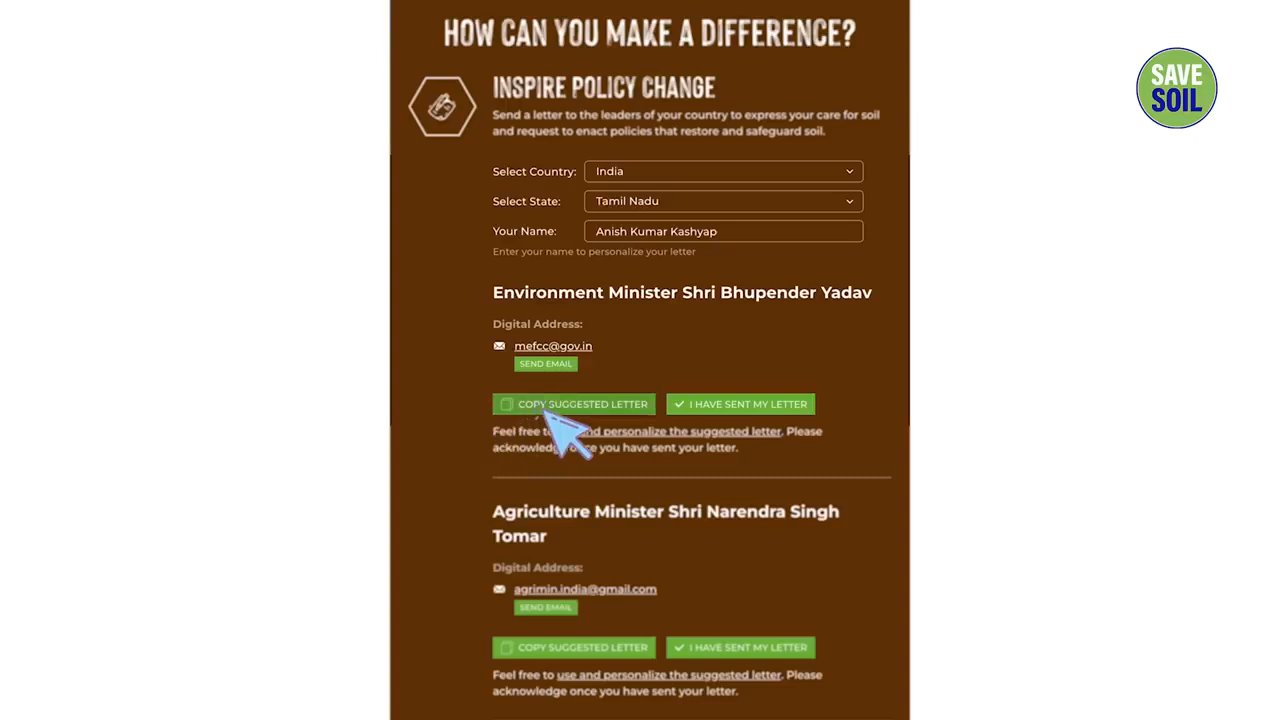 HOW CAN YOU MAKE A DIFFERENCE?
SAVE
SOIL
INSPIRE POLICY CHANGE
Send a letter to the leaders of your country to express your care for soil
and request to enact policies that restore and safeguard soil.
Select Country: India
Select State: Tamil Nadu
Your Name: Anish Kumar Kashyap
Enter your name to personalize your letter
Environment Minister Shri Bhupender Yadav
Digital Address:
mefcc@gov.in
SEND EMAIL
COPY SUGGESTED LETTER I HAVE SENT MY LETTER
Feel free to and personalize the suggested letter. Please
acknowledge once you have sent your letter.
Agriculture Minister Shri Narendra Singh
Tomar
Digital Address:
agrimin.india@gmail.com
SEND EMAIL
COPY SUGGESTED LETTER I HAVE SENT MY LETTER
Feel free to use and personalize the suggested letter. Please
acknowledge once you have sent your letter.